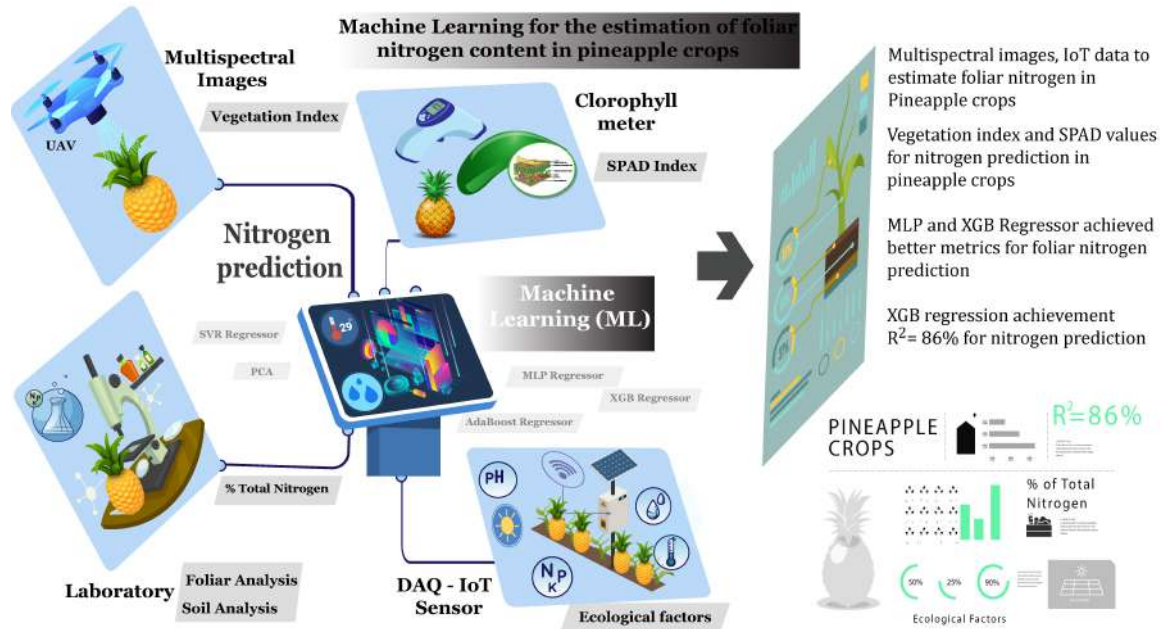 Machine Learning for the estimation of foliar
nitrogen content in pineapple crops
Multispectral
Images
Vegetation Index
UAV
Clorophyll
meter
SPAD Index
Nitrogen
prediction
Machine
Learning (ML)
SVR Regressor
PCA
MLP Regressor
XGB Regressor
AdaBoost Regressor
29
N P K
% Total Nitrogen
Laboratory
Foliar Analysis
Soil Analysis
PH
N P
K
DAQ - IoT
Sensor
Ecological factors
Multispectral images, IoT data to
estimate foliar nitrogen in
Pineapple crops
Vegetation index and SPAD values
for nitrogen prediction in
pineapple crops
MLP and XGB Regressor achieved
better metrics for foliar nitrogen
prediction
XGB regression achievement
R²= 86% for nitrogen prediction
PINEAPPLE
CROPS
R²=86%
% of Total
Nitrogen
50%
25%
90%
Ecological Factors